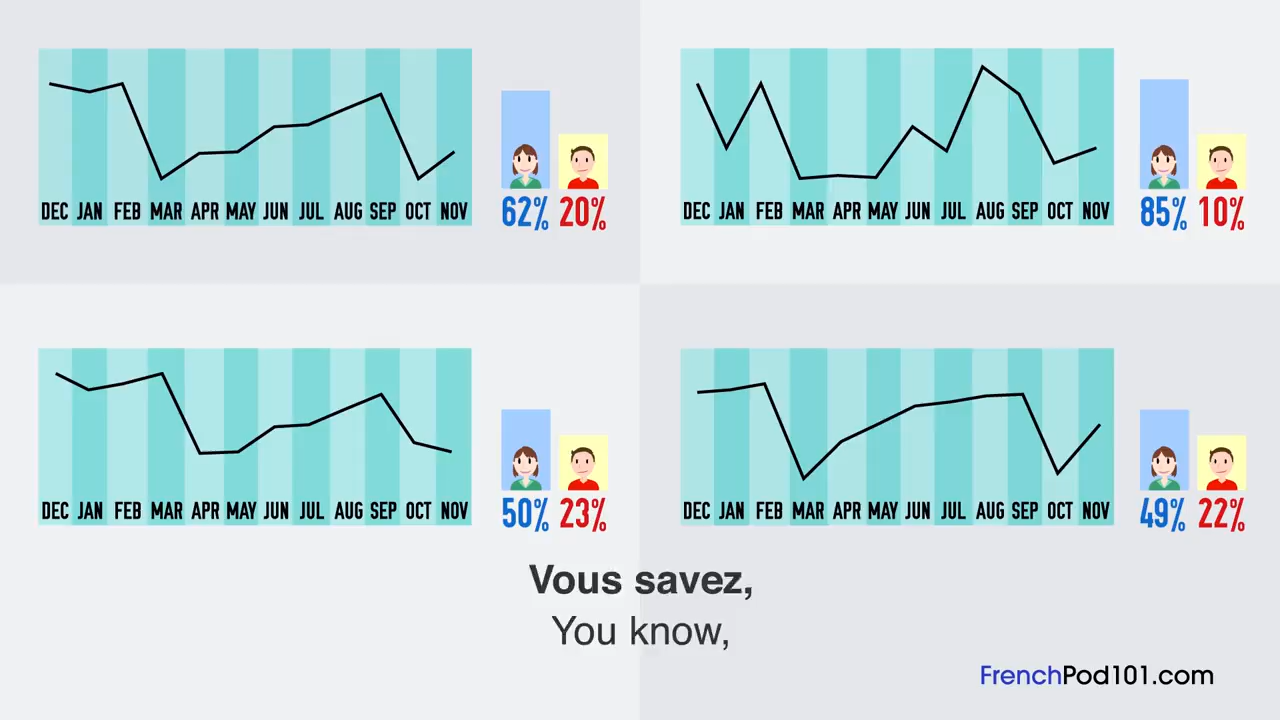 DEC JAN FEB MAR APR MAY JUN JUL AUG SEP OCT NOV
62% 20%
DEC JAN FEB MAR APR MAY JUN JUL AUG SEP OCT NOV
85% 10%
DEC JAN FEB MAR APR MAY JUN JUL AUG SEP OCT NOV
50% 23%
DEC JAN FEB MAR APR MAY JUN JUL AUG SEP OCT NOV
49% 22%
Vous savez,
You know,
FrenchPod101.com